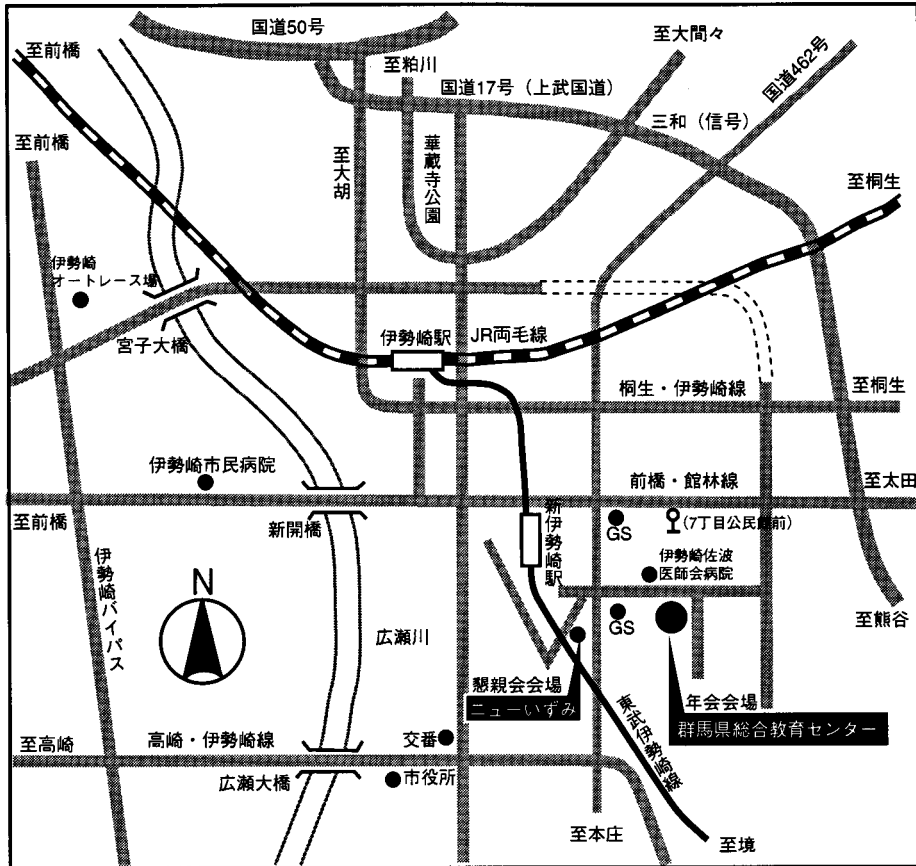 国道50号
至前橋
至粕川
至大間々
国道462号
国道17号（上武国道）
三和（信号）
至前橋
至大胡
華蔵寺公園
至桐生
伊勢崎
オートレース場
宮子大橋
伊勢崎駅
JR両毛線
桐生・伊勢崎線
至桐生
伊勢崎市民病院
前橋・館林線
至太田
至前橋
新開橋
新伊勢崎駅
GS
(7丁目公民館前)
伊勢崎佐波
医師会病院
伊勢崎バイパス
N
広瀬川
GS
至熊谷
懇親会会場
ニューいずみ
年会会場
群馬県総合教育センター
東武伊勢崎線
至高崎
高崎・伊勢崎線
交番
広瀬大橋
市役所
至本庄
至境